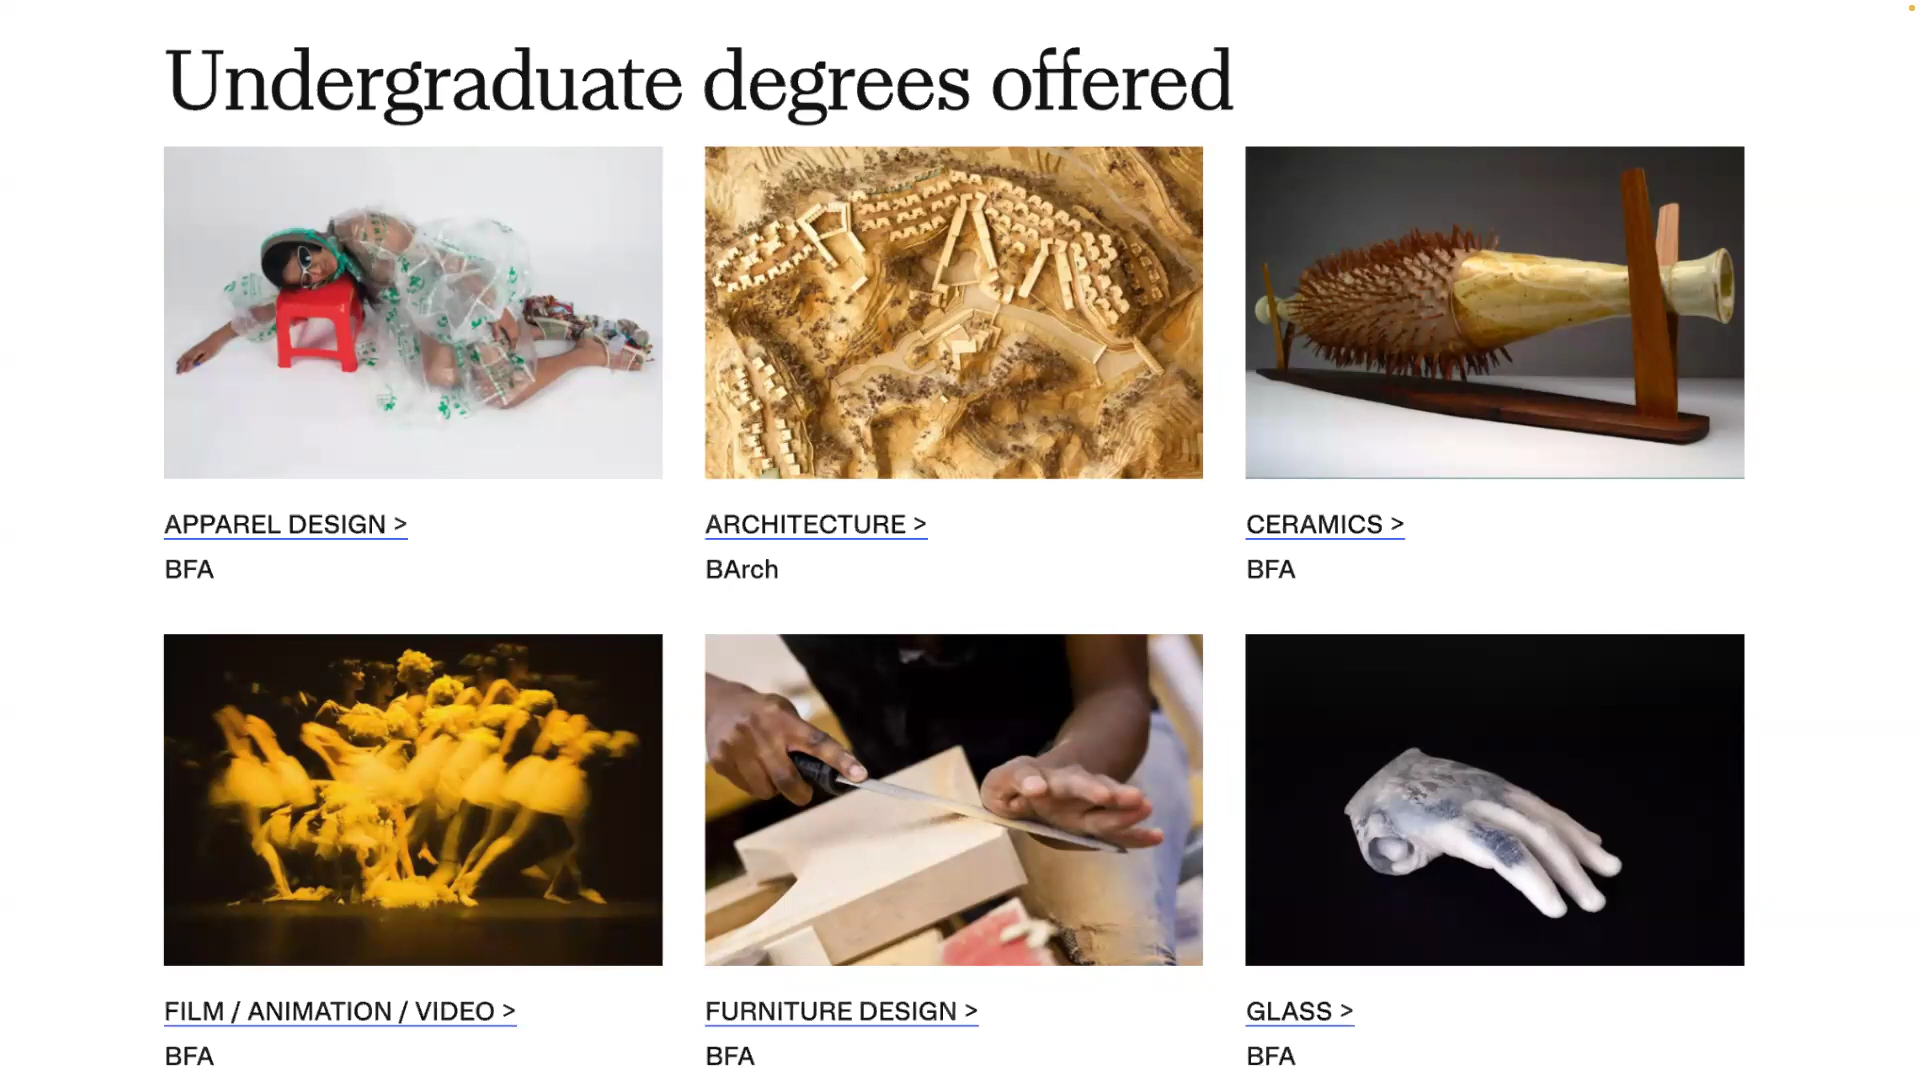 Undergraduate degrees offered
APPAREL DESIGN >
BFA
ARCHITECTURE >
BArch
CERAMICS >
BFA
FILM / ANIMATION / VIDEO >
BFA
FURNITURE DESIGN >
BFA
GLASS >
BFA